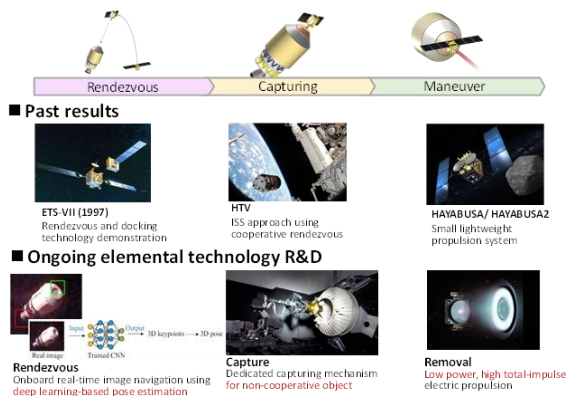 Rendezvous
Capturing
Maneuver
■ Past results
ETS-VII (1997)
Rendezvous and docking
technology demonstration
HTV
ISS approach using
cooperative rendezvous
HAYABUSA/ HAYABUSA2
Small lightweight
propulsion system
■ Ongoing elemental technology R&D
Input
Output
3D keypoints
3D pose
Real image
Trained CNN
Rendezvous
Onboard real-time image navigation using
deep learning-based pose estimation
Capture
Dedicated capturing mechanism
for non-cooperative object
Removal
Low power, high total-impulse
electric propulsion